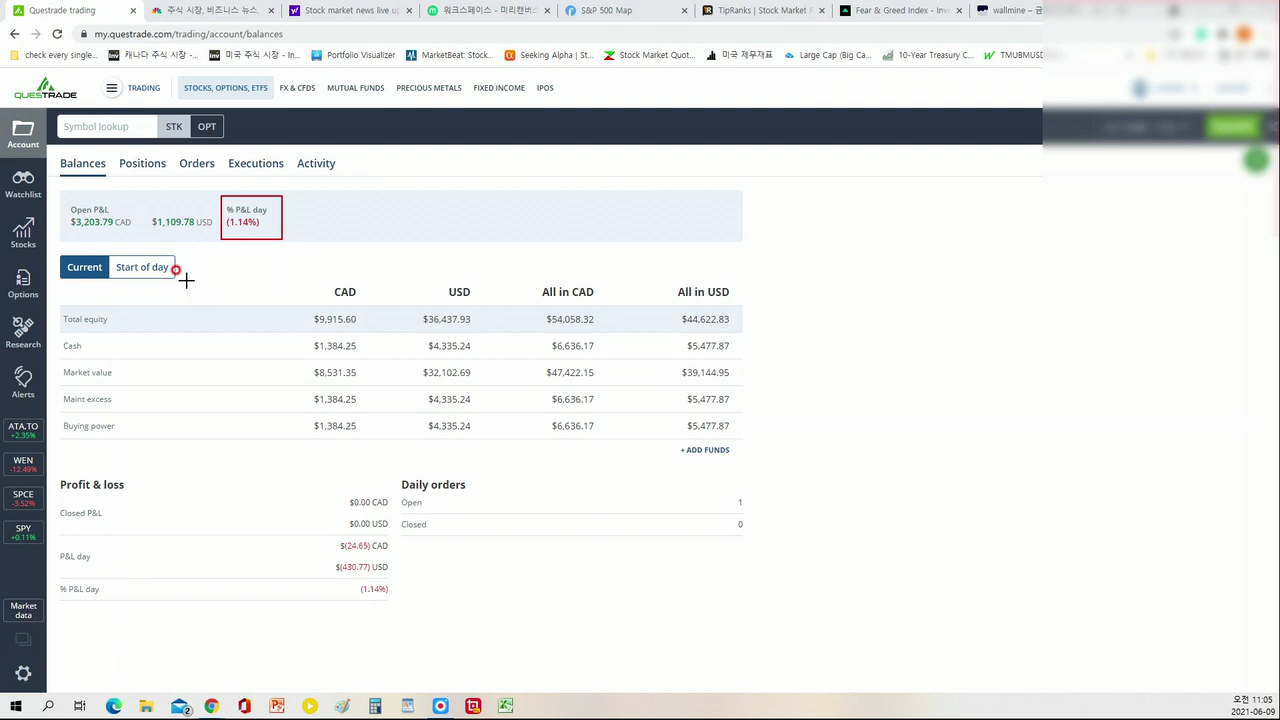 Questrade trading
주식 시장, 비즈니스 뉴스
Stock market news live up
워크스페이스 - 미리캔버스
S&P 500 Map
TipRanks | Stock Market
Fear & Greed Index - Inv
wallmine - 금
my.questrade.com/trading/account/balances
check every single...
캐나다 주식 시장 -...
미국 주식 시장 - In...
Portfolio Visualizer
MarketBeat: Stock...
Seeking Alpha | St...
Stock Market Quot...
미국 재무제표
Large Cap (Big Ca...
10-Year Treasury C...
TMUBMUSD
QUESTRADE
TRADING
STOCKS, OPTIONS, ETFS
FX & CFDS
MUTUAL FUNDS
PRECIOUS METALS
FIXED INCOME
IPOS
Symbol lookup
STK
OPT
Account
Watchlist
Stocks
Options
Research
Alerts
ATA.TO
+2.35%
WEN
-12.49%
SPCE
-3.52%
SPY
+0.11%
Market
data
Balances
Positions
Orders
Executions
Activity
Open P&L
$3,203.79 CAD
$1,109.78 USD
% P&L day
(1.14%)
Current
Start of day
CAD USD All in CAD All in USD
Total equity $9,915.60 $36,437.93 $54,058.32 $44,622.83
Cash $1,384.25 $4,335.24 $6,636.17 $5,477.87
Market value $8,531.35 $32,102.69 $47,422.15 $39,144.95
Maint excess $1,384.25 $4,335.24 $6,636.17 $5,477.87
Buying power $1,384.25 $4,335.24 $6,636.17 $5,477.87
+ ADD FUNDS
Profit & loss
Closed P&L
$0.00 CAD
$0.00 USD
P&L day
$(24.65) CAD
$(430.77) USD
% P&L day (1.14%)
Daily orders
Open 1
Closed 0
2
오전 11:05
2021-06-09